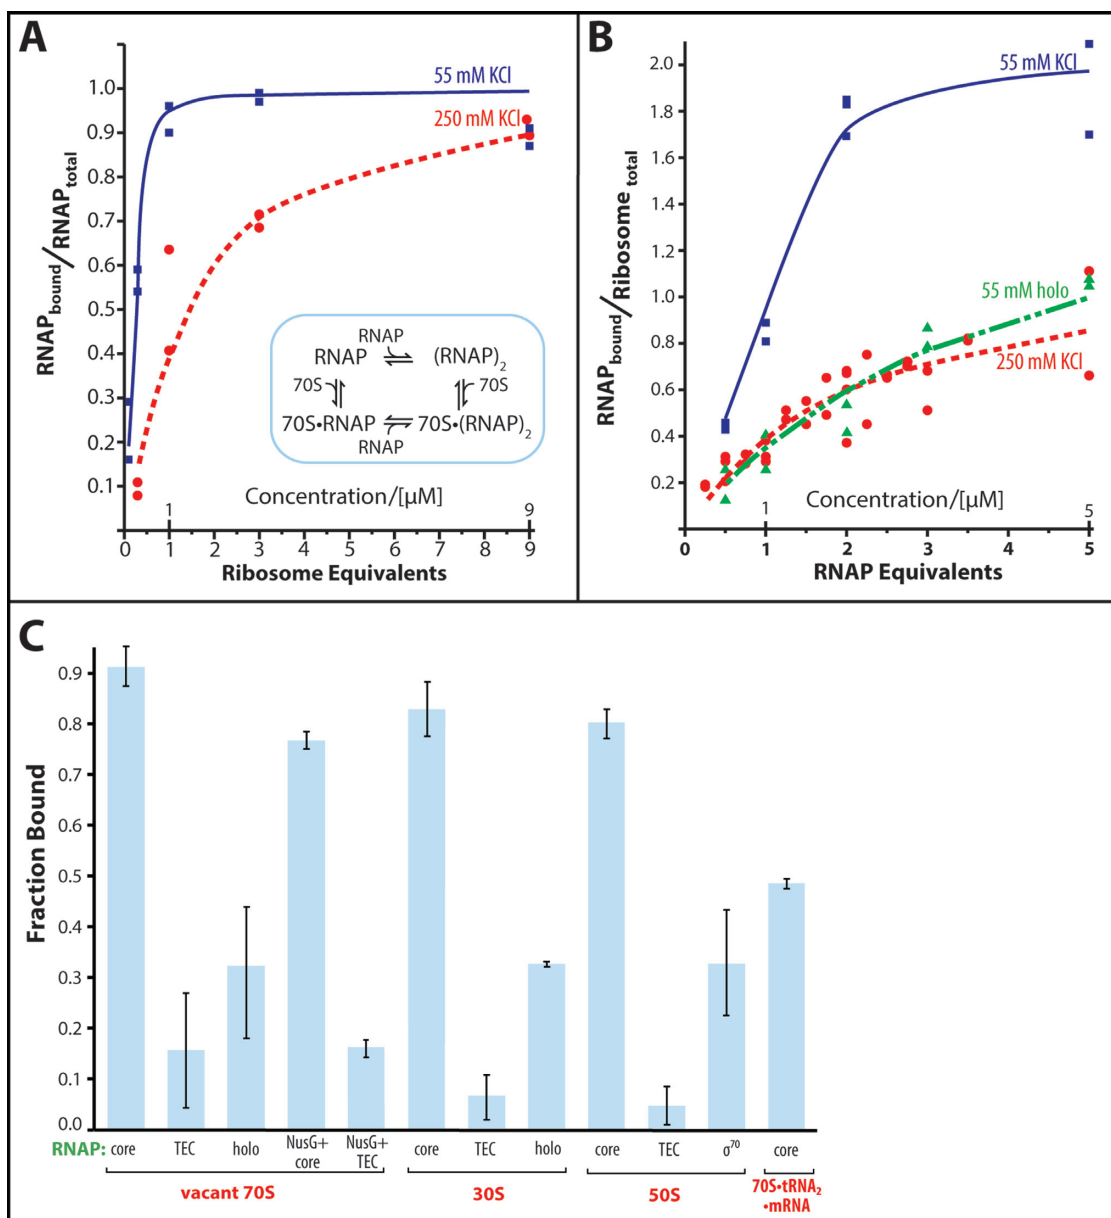 A
RNAPbound/RNAPtotal
1.0
0.9
0.8
0.7
0.6
0.5
0.4
0.3
0.2
0.1
55 mM KCl
250 mM KCl
RNAP
RNAP ⇌ (RNAP)2
70S ⇌ ⇌ 70S
70S•RNAP ⇌ 70S•(RNAP)2
RNAP
Concentration/[µM]
1 9
0 1 2 3 4 5 6 7 8 9
Ribosome Equivalents
B
RNAPbound/Ribosome total
2.0
1.8
1.6
1.4
1.2
1.0
0.8
0.6
0.4
0.2
55 mM KCl
55 mM holo
250 mM KCl
Concentration/[µM]
1 5
0 1 2 3 4 5
RNAP Equivalents
C
Fraction Bound
0.9
0.8
0.7
0.6
0.5
0.4
0.3
0.2
0.1
0.0
RNAP: core TEC holo NusG+ core NusG+ TEC core TEC holo core TEC σ70 core
vacant 70S 30S 50S 70S•tRNA2
•mRNA